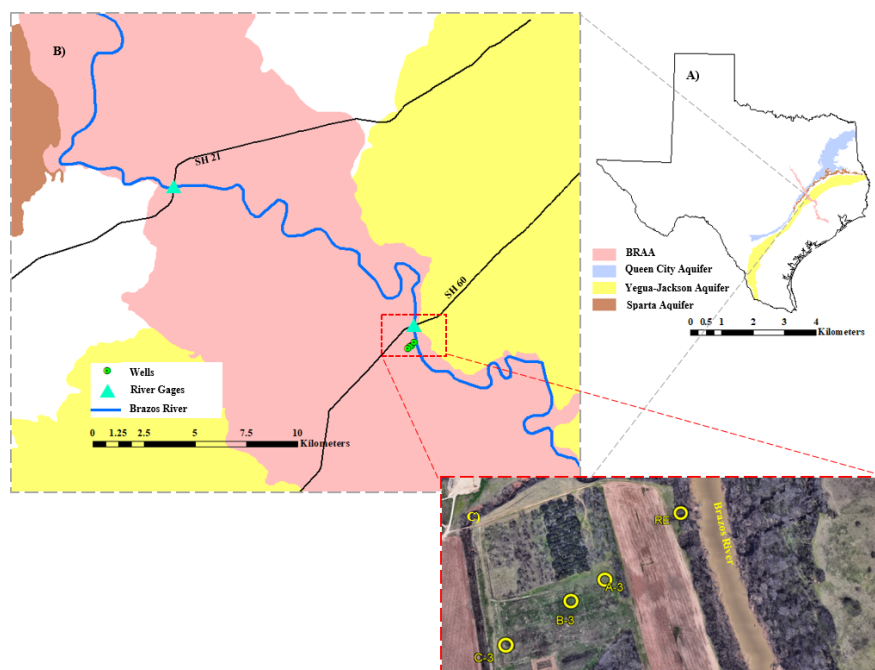 B)
SH 21
SH 60
Wells
River Gages
Brazos River
0 1.25 2.5 5 7.5 10
Kilometers
A)
BRAA
Queen City Aquifer
Yegua-Jackson Aquifer
Sparta Aquifer
0 0.5 1 2 3 4
Kilometers
C)
RE
Brazos River
A-3
B-3
C-3